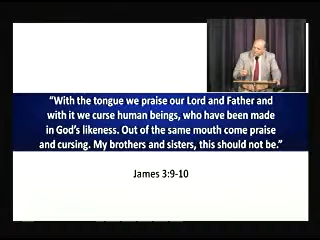 “With the tongue we praise our Lord and Father and
with it we curse human beings, who have been made
in God’s likeness. Out of the same mouth come praise
and cursing. My brothers and sisters, this should not be.”
James 3:9-10